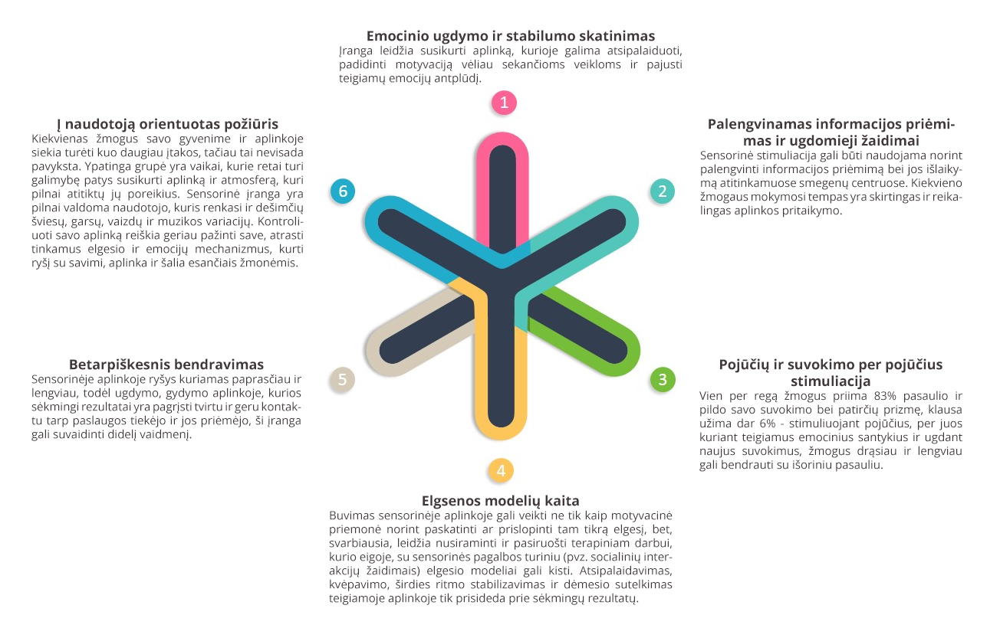 Emocinio ugdymo ir stabilumo skatinimas
Įranga leidžia susikurti aplinką, kurioje galima atsipalaiduoti,
padidinti motyvaciją vėliau sekančioms veikloms ir pajusti
teigiamų emocijų antplūdį.
1
Palengvinamas informacijos priėmi-
mas ir ugdomieji žaidimai
Sensorinė stimuliacija gali būti naudojama norint
palengvinti informacijos priėmimą bei jos išlaiky-
mą atitinkamuose smegenų centruose. Kiekvieno
žmogaus mokymosi tempas yra skirtingas ir reika-
lingas aplinkos pritaikymo.
2
Pojūčių ir suvokimo per pojūčius
stimuliacija
Vien per regą žmogus priima 83% pasaulio ir
pildo savo suvokimo bei patirčių prizmę, klausa
užima dar 6% - stimuliuojant pojūčius, per juos
kuriant teigiamus emocinius santykius ir ugdant
naujus suvokimus, žmogus drąsiau ir lengviau
gali bendrauti su išoriniu pasauliu.
3
4
Elgsenos modelių kaita
Buvimas sensorinėje aplinkoje gali veikti ne tik kaip motyvacinė
priemonė norint paskatinti ar prislopinti tam tikrą elgesį, bet,
svarbiausia, leidžia nusiraminti ir pasiruošti terapiniam darbui,
kurio eigoje, su sensorinės pagalbos turiniu (pvz. socialinių inter-
akcijų žaidimais) elgesio modeliai gali kisti. Atsipalaidavimas,
kvėpavimo, širdies ritmo stabilizavimas ir dėmesio sutelkimas
teigiamoje aplinkoje tik prisideda prie sėkmingų rezultatų.
Betarpiškesnis bendravimas
Sensorinėje aplinkoje ryšys kuriamas paprasčiau ir
lengviau, todėl ugdymo, gydymo aplinkoje, kurios
sėkmingi rezultatai yra pagrįsti tvirtu ir geru kontak-
tu tarp paslaugos tiekėjo ir jos priėmėjo, ši įranga
gali suvaidinti didelį vaidmenį.
5
Į naudotoją orientuotas požiūris
Kiekvienas žmogus savo gyvenime ir aplinkoje
siekia turėti kuo daugiau įtakos, tačiau tai nevisada
pavyksta. Ypatinga grupė yra vaikai, kurie retai turi
galimybę patys susikurti aplinką ir atmosferą, kuri
pilnai atitiktų jų poreikius. Sensorinė įranga yra
pilnai valdoma naudotojo, kuris renkasi ir dešimčių
šviesų, garsų, vaizdų ir muzikos variacijų. Kontroli-
uoti savo aplinką reiškia geriau pažinti save, atrasti
tinkamus elgesio ir emocijų mechanizmus, kurti
ryšį su savimi, aplinka ir šalia esančiais žmonėmis.
6